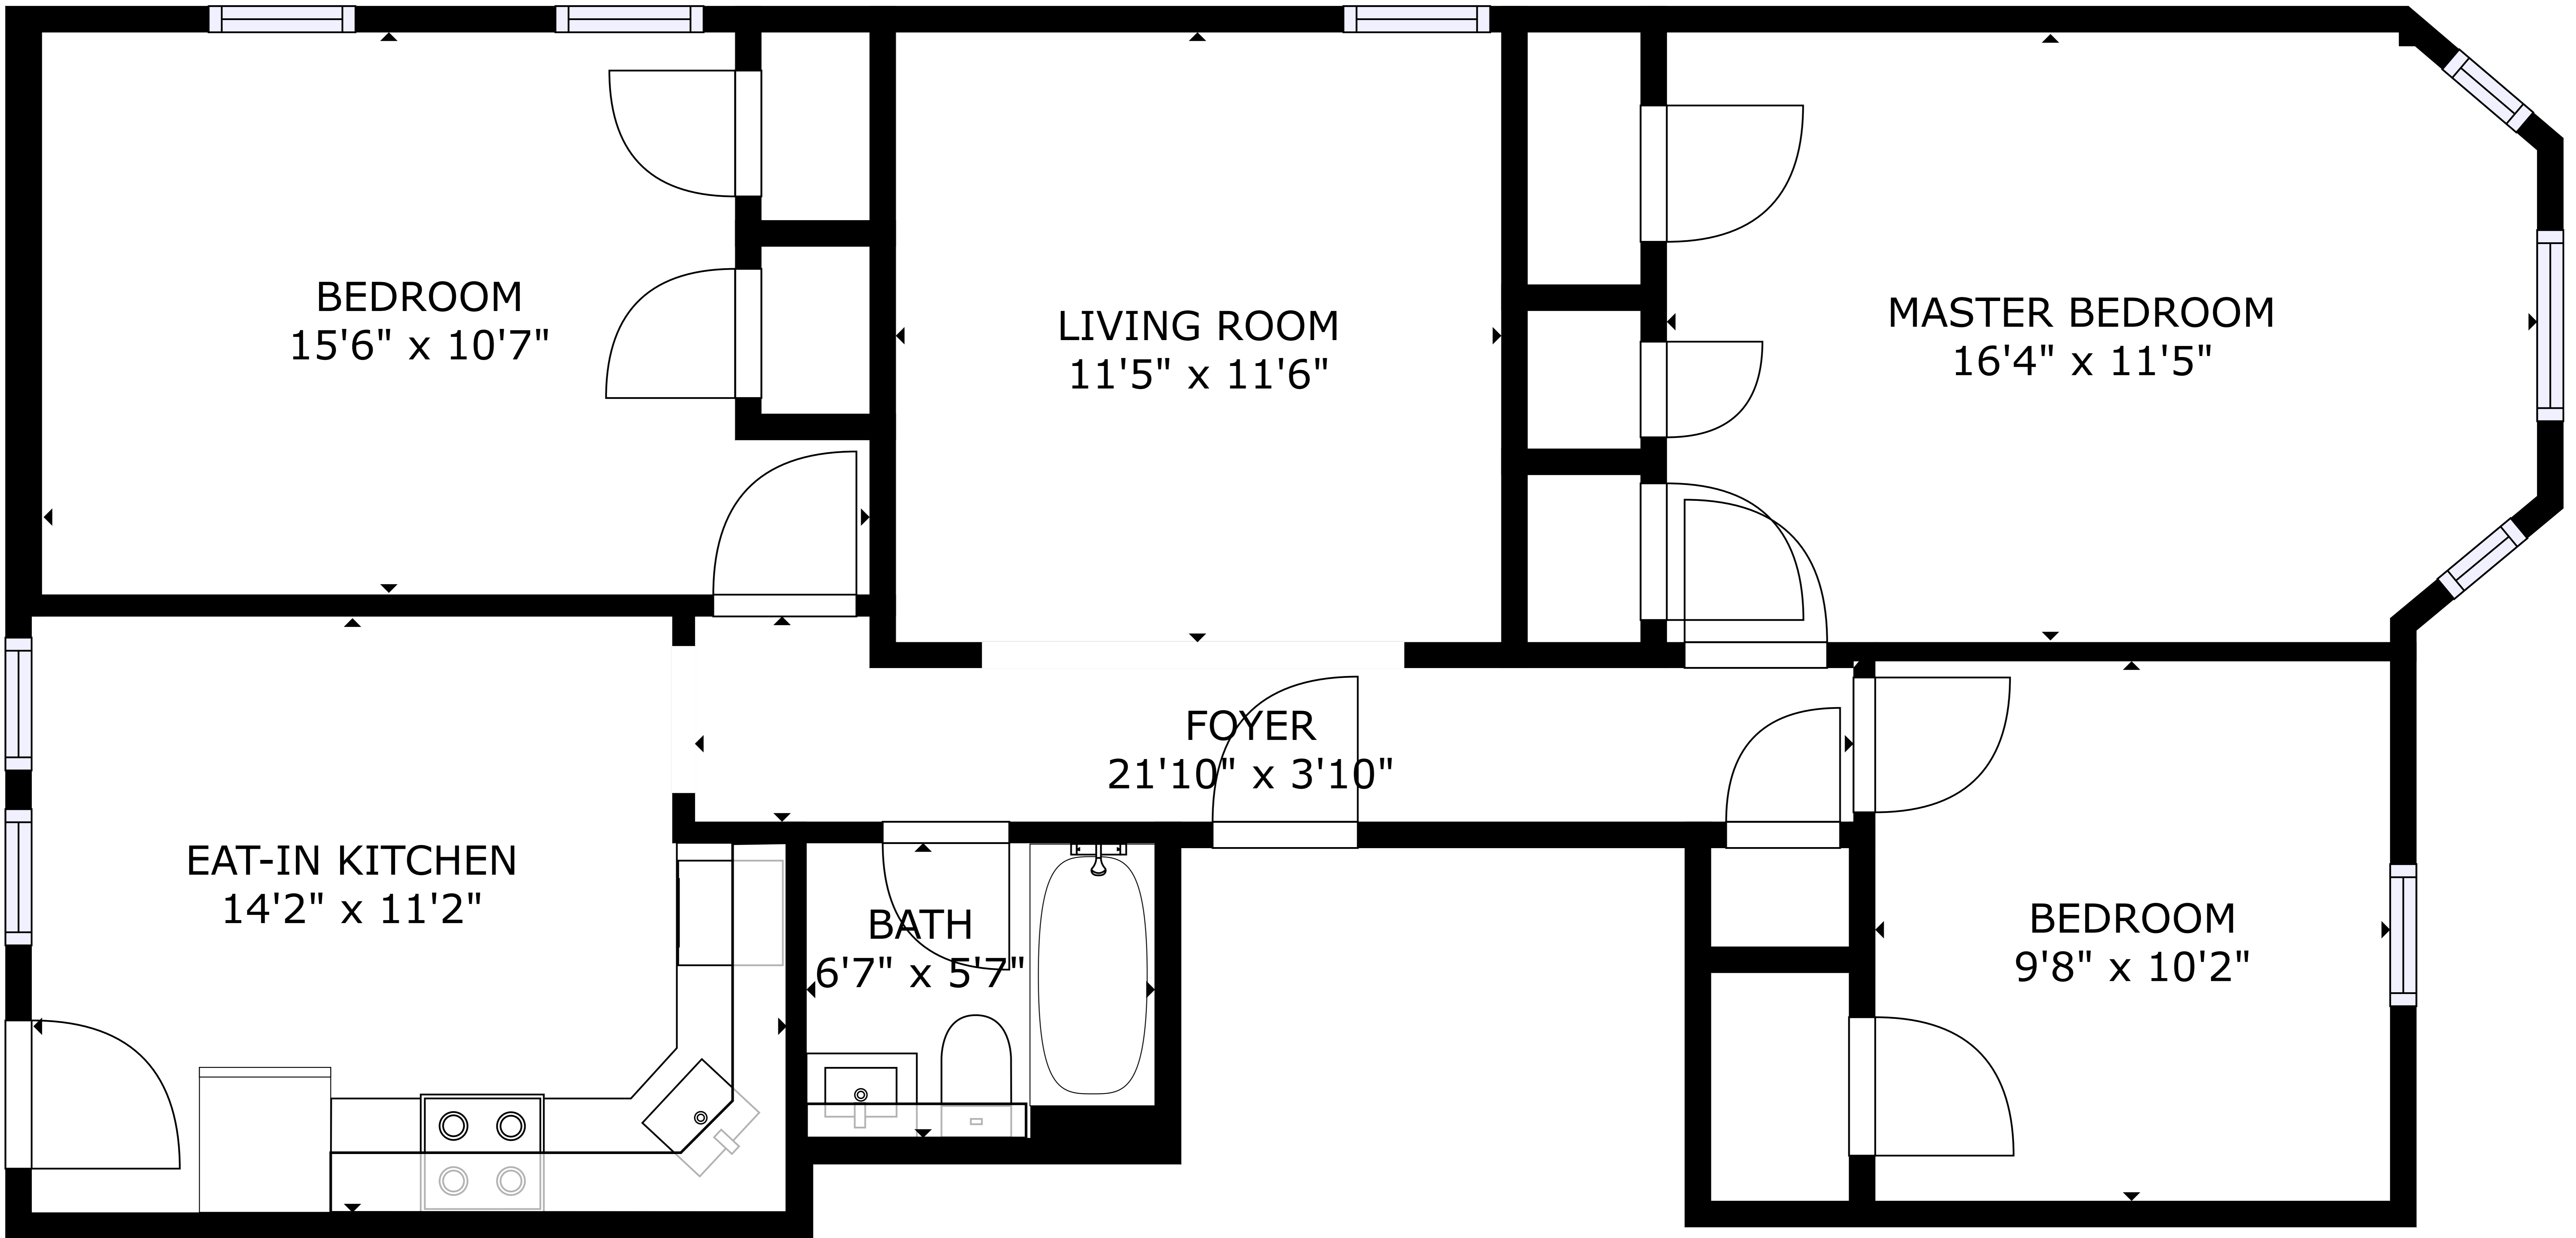 BEDROOM
15'6" x 10'7"
LIVING ROOM
11'5" x 11'6"
MASTER BEDROOM
16'4" x 11'5"
FOYER
21'10" x 3'10"
EAT-IN KITCHEN
14'2" x 11'2"
BATH
6'7" x 5'7"
BEDROOM
9'8" x 10'2"